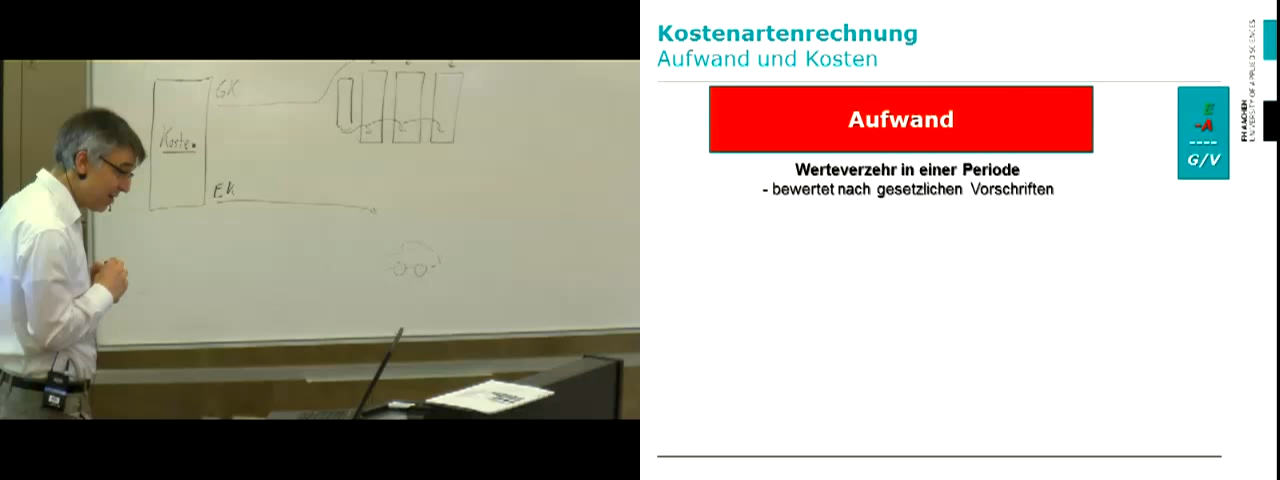 GK
Koste.
EK
Kostenartenrechnung
Aufwand und Kosten
Aufwand
Werteverzehr in einer Periode
- bewertet nach gesetzlichen Vorschriften
E
-A
----
G/V
FH AACHEN
UNIVERSITY OF APPLIED SCIENCES